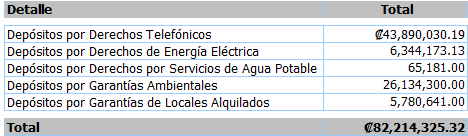 Detalle Total
Depósitos por Derechos Telefónicos ₡43,890,030.19
Depósitos por Derechos de Energía Eléctrica 6,344,173.13
Depósitos por Derechos por Servicios de Agua Potable 65,181.00
Depósitos por Garantías Ambientales 26,134,300.00
Depósitos por Garantías de Locales Alquilados 5,780,641.00
Total ₡82,214,325.32